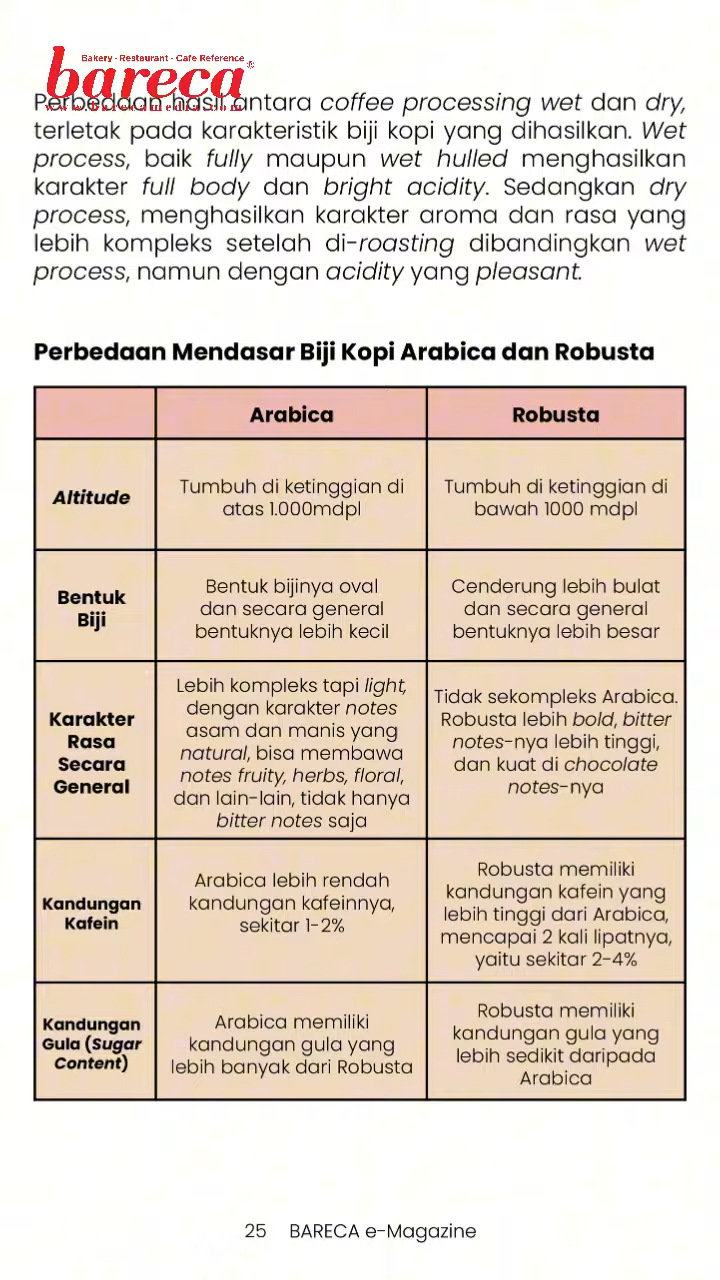 Bakery - Restaurant - Cafe Reference
bareca®
www.barecamedia.com
Perbedaan hasil antara coffee processing wet dan dry,
terletak pada karakteristik biji kopi yang dihasilkan. Wet
process, baik fully maupun wet hulled menghasilkan
karakter full body dan bright acidity. Sedangkan dry
process, menghasilkan karakter aroma dan rasa yang
lebih kompleks setelah di-roasting dibandingkan wet
process, namun dengan acidity yang pleasant.
Perbedaan Mendasar Biji Kopi Arabica dan Robusta
Arabica
Robusta
Altitude
Tumbuh di ketinggian di
atas 1.000mdpl
Tumbuh di ketinggian di
bawah 1000 mdpl
Bentuk
Biji
Bentuk bijinya oval
dan secara general
bentuknya lebih kecil
Cenderung lebih bulat
dan secara general
bentuknya lebih besar
Karakter
Rasa
Secara
General
Lebih kompleks tapi light,
dengan karakter notes
asam dan manis yang
natural, bisa membawa
notes fruity, herbs, floral,
dan lain-lain, tidak hanya
bitter notes saja
Tidak sekompleks Arabica.
Robusta lebih bold, bitter
notes-nya lebih tinggi,
dan kuat di chocolate
notes-nya
Kandungan
Kafein
Arabica lebih rendah
kandungan kafeinnya,
sekitar 1-2%
Robusta memiliki
kandungan kafein yang
lebih tinggi dari Arabica,
mencapai 2 kali lipatnya,
yaitu sekitar 2-4%
Kandungan
Gula (Sugar
Content)
Arabica memiliki
kandungan gula yang
lebih banyak dari Robusta
Robusta memiliki
kandungan gula yang
lebih sedikit daripada
Arabica
25 BARECA e-Magazine